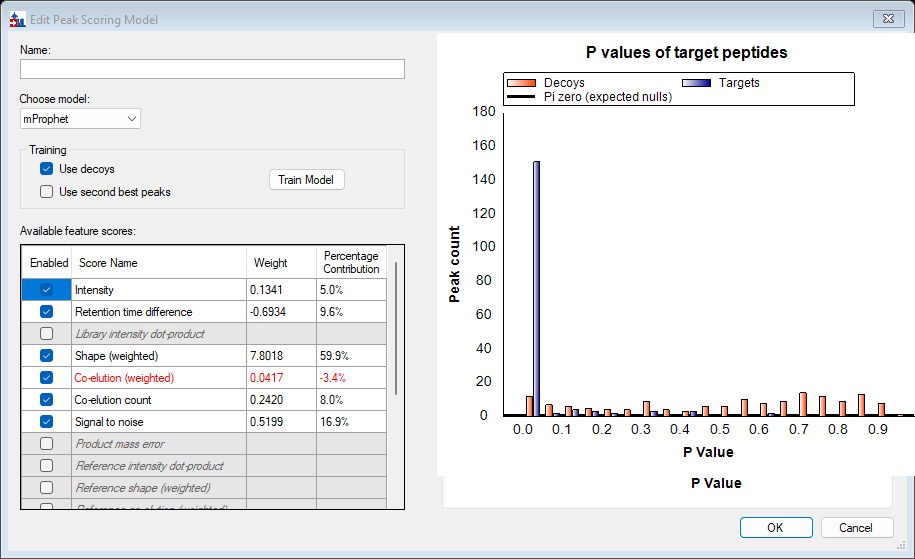 Edit Peak Scoring Model
Name:
Choose model:
mProphet
Training
Use decoys
Use second best peaks
Train Model
Available feature scores:
Enabled Score Name Weight Percentage Contribution
Intensity 0.1341 5.0%
Retention time difference -0.6934 9.6%
Library intensity dot-product
Shape (weighted) 7.8018 59.9%
Co-elution (weighted) 0.0417 -3.4%
Co-elution count 0.2420 8.0%
Signal to noise 0.5199 16.9%
Product mass error
Reference intensity dot-product
Reference shape (weighted)
Reference co-elution (weighted)
P values of target peptides
Decoys Targets
Pi zero (expected nulls)
180
160
140
120
100
80
60
40
20
0
Peak count
0.0 0.1 0.2 0.3 0.4 0.5 0.6 0.7 0.8 0.9
P Value
P Value
OK Cancel